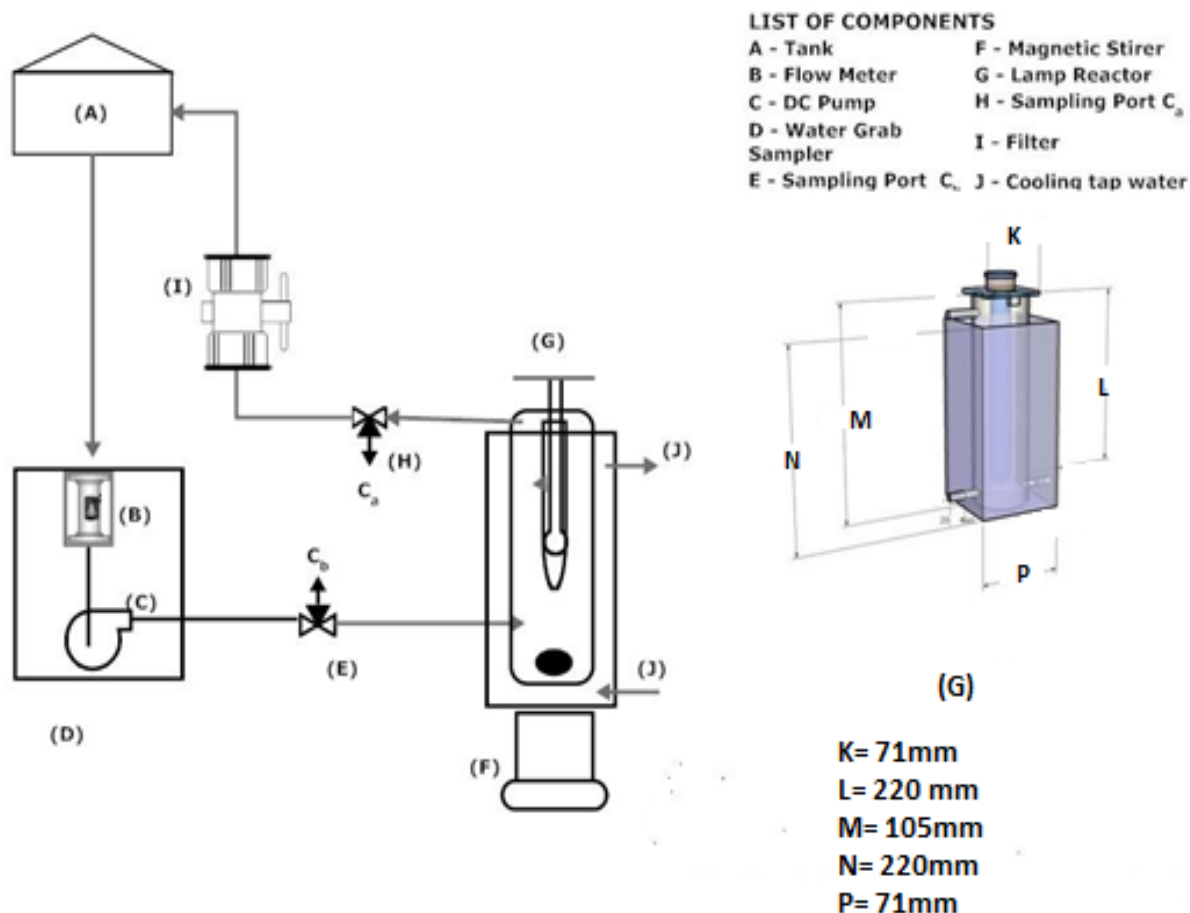 LIST OF COMPONENTS
A - Tank
F - Magnetic Stirer
B - Flow Meter
G - Lamp Reactor
C - DC Pump
H - Sampling Port Ca
D - Water Grab
Sampler
I - Filter
E - Sampling Port Cb
J - Cooling tap water
(A)
(I)
(G)
(H)
Ca
(J)
(B)
Cb
(C)
(E)
(J)
(D)
(F)
K
L
M
N
P
(G)
K= 71mm
L= 220 mm
M= 105mm
N= 220mm
P= 71mm